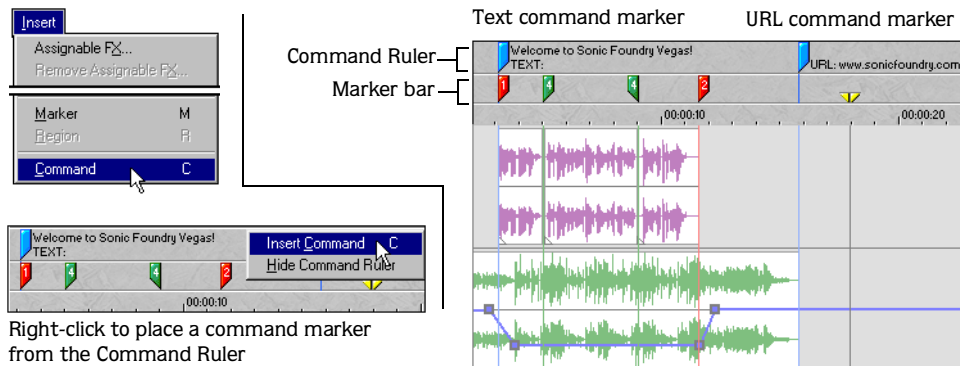 Insert
Assignable FX...
Remove Assignable FX...
Marker M
Region R
Command C
Welcome to Sonic Foundry Vegas!
TEXT:
Insert Command C
Hide Command Ruler
1 4 4 2
00:00:10
Right-click to place a command marker
from the Command Ruler
Text command marker
URL command marker
Command Ruler
Marker bar
Welcome to Sonic Foundry Vegas!
TEXT:
URL: www.sonicfoundry.com
1 4 4 2
00:00:10 00:00:20